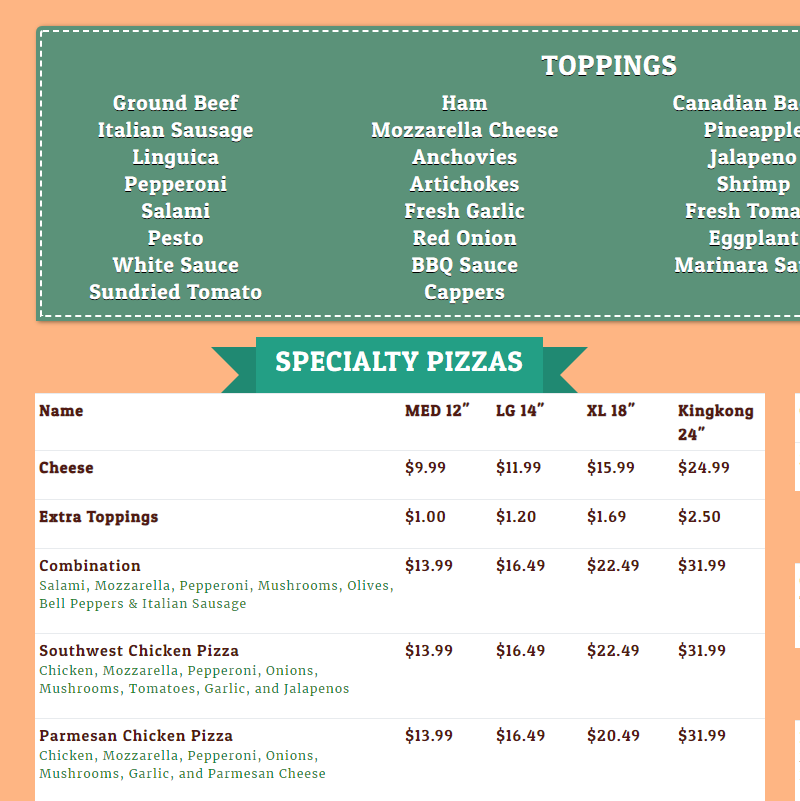 TOPPINGS
Ground Beef
Italian Sausage
Linguica
Pepperoni
Salami
Pesto
White Sauce
Sundried Tomato
Ham
Mozzarella Cheese
Anchovies
Artichokes
Fresh Garlic
Red Onion
BBQ Sauce
Cappers
Canadian Ba
Pineapple
Jalapeno
Shrimp
Fresh Toma
Eggplant
Marinara Sau
SPECIALTY PIZZAS
Name MED 12” LG 14” XL 18” Kingkong
24”
Cheese $9.99 $11.99 $15.99 $24.99
Extra Toppings $1.00 $1.20 $1.69 $2.50
Combination $13.99 $16.49 $22.49 $31.99
Salami, Mozzarella, Pepperoni, Mushrooms, Olives,
Bell Peppers & Italian Sausage
Southwest Chicken Pizza $13.99 $16.49 $22.49 $31.99
Chicken, Mozzarella, Pepperoni, Onions,
Mushrooms, Tomatoes, Garlic, and Jalapenos
Parmesan Chicken Pizza $13.99 $16.49 $20.49 $31.99
Chicken, Mozzarella, Pepperoni, Onions,
Mushrooms, Garlic, and Parmesan Cheese